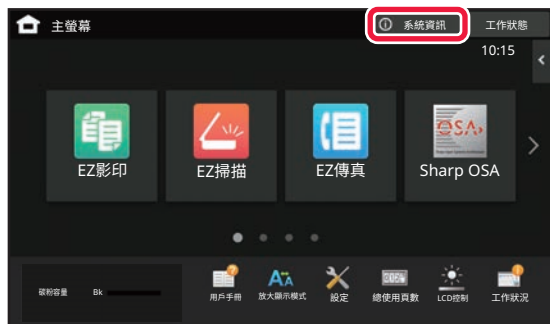 主螢幕
系統資訊
工作狀態
10:15
EZ影印
EZ掃描
EZ傳真
OSA
Sharp OSA
碳粉容量 Bk
用戶手冊
放大顯示模式
設定
總使用頁數
LCD控制
工作狀況